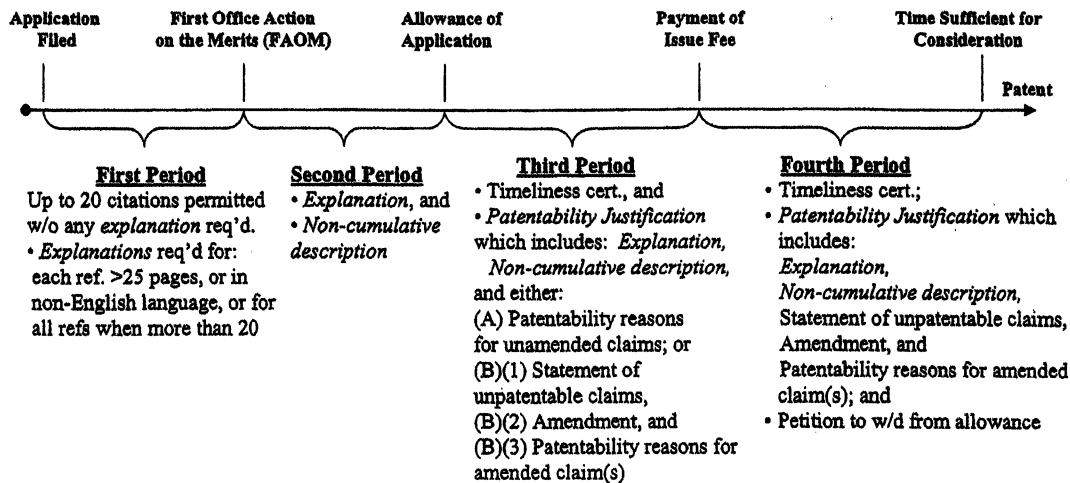 Application
Filed
First Office Action
on the Merits (FAOM)
Allowance of
Application
Payment of
Issue Fee
Time Sufficient for
Consideration
Patent
First Period
Up to 20 citations permitted
w/o any explanation req'd.
• Explanations req'd for:
each ref. >25 pages, or in
non-English language, or for
all refs when more than 20
Second Period
• Explanation, and
• Non-cumulative
description
Third Period
• Timeliness cert., and
• Patentability Justification
which includes: Explanation,
Non-cumulative description,
and either:
(A) Patentability reasons
for unamended claims; or
(B)(1) Statement of
unpatentable claims,
(B)(2) Amendment, and
(B)(3) Patentability reasons for
amended claim(s)
Fourth Period
• Timeliness cert.;
• Patentability Justification which
includes:
Explanation,
Non-cumulative description,
Statement of unpatentable claims,
Amendment, and
Patentability reasons for amended
claim(s); and
• Petition to w/d from allowance